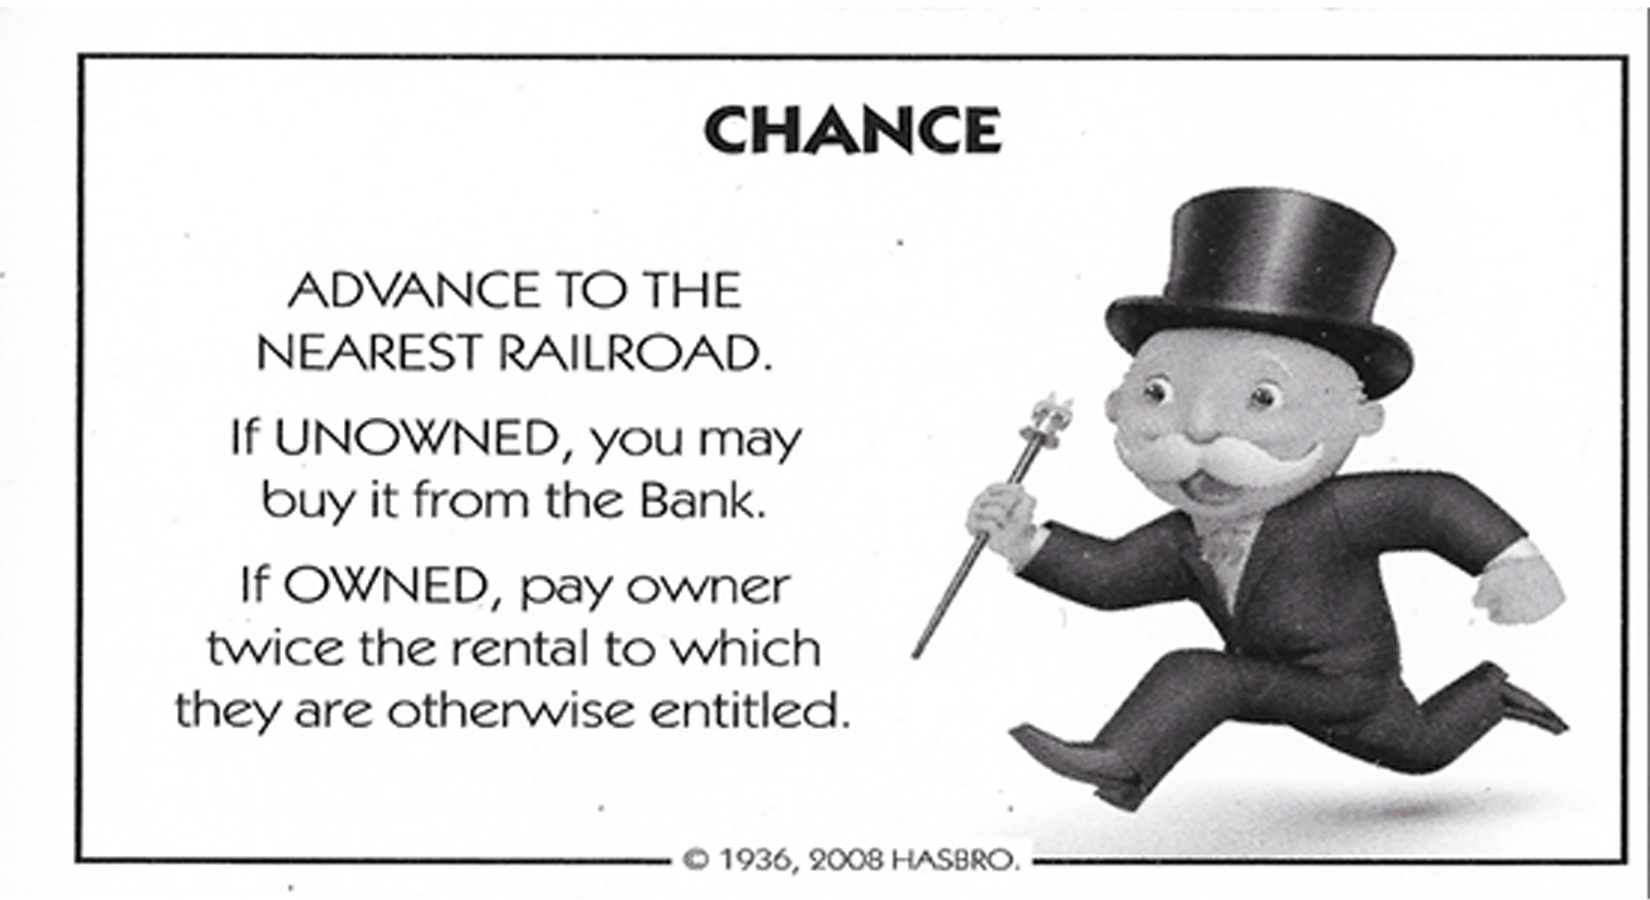 CHANCE
ADVANCE TO THE
NEAREST RAILROAD.
If UNOWNED, you may
buy it from the Bank.
If OWNED, pay owner
twice the rental to which
they are otherwise entitled.
© 1936, 2008 HASBRO.